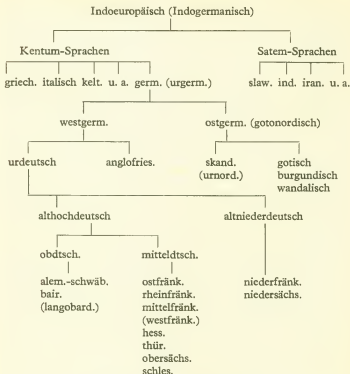 Indoeuropäisch (Indogermanisch)
Kentum-Sprachen Satem-Sprachen
griech. italisch kelt. u. a. germ. (urgerm.) slaw. ind. iran. u. a.
westgerm. ostgerm. (gotonordisch)
urdeutsch anglofries. skand. gotisch
(urnord.) burgundisch
wandalisch
althochdeutsch altniederdeutsch
obdtsch. mitteldtsch.
alem.-schwäb. ostfränk. niederfränk.
bair. rheinfränk. niedersächs.
(langobard.) mittelfränk.
(westfränk.)
hess.
thür.
obersächs.
schles.